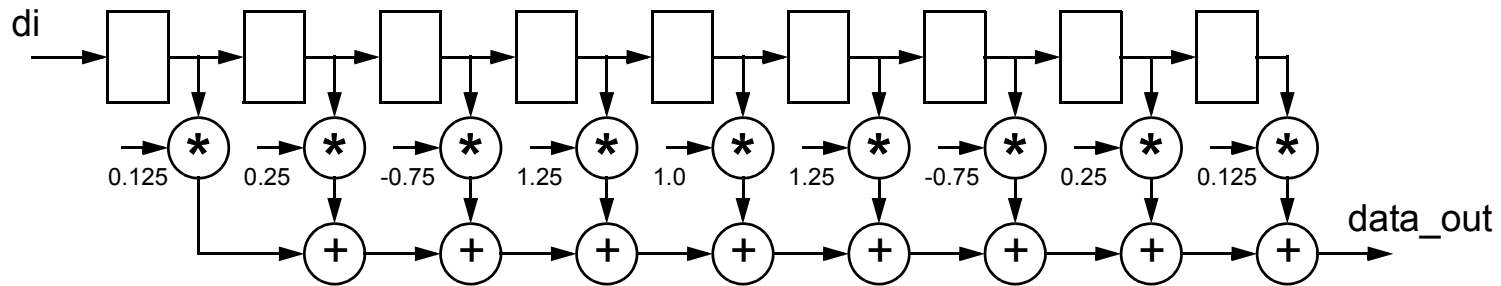 di
* * * * * * * * *
0.125 0.25 -0.75 1.25 1.0 1.25 -0.75 0.25 0.125
data_out
+ + + + + + + +